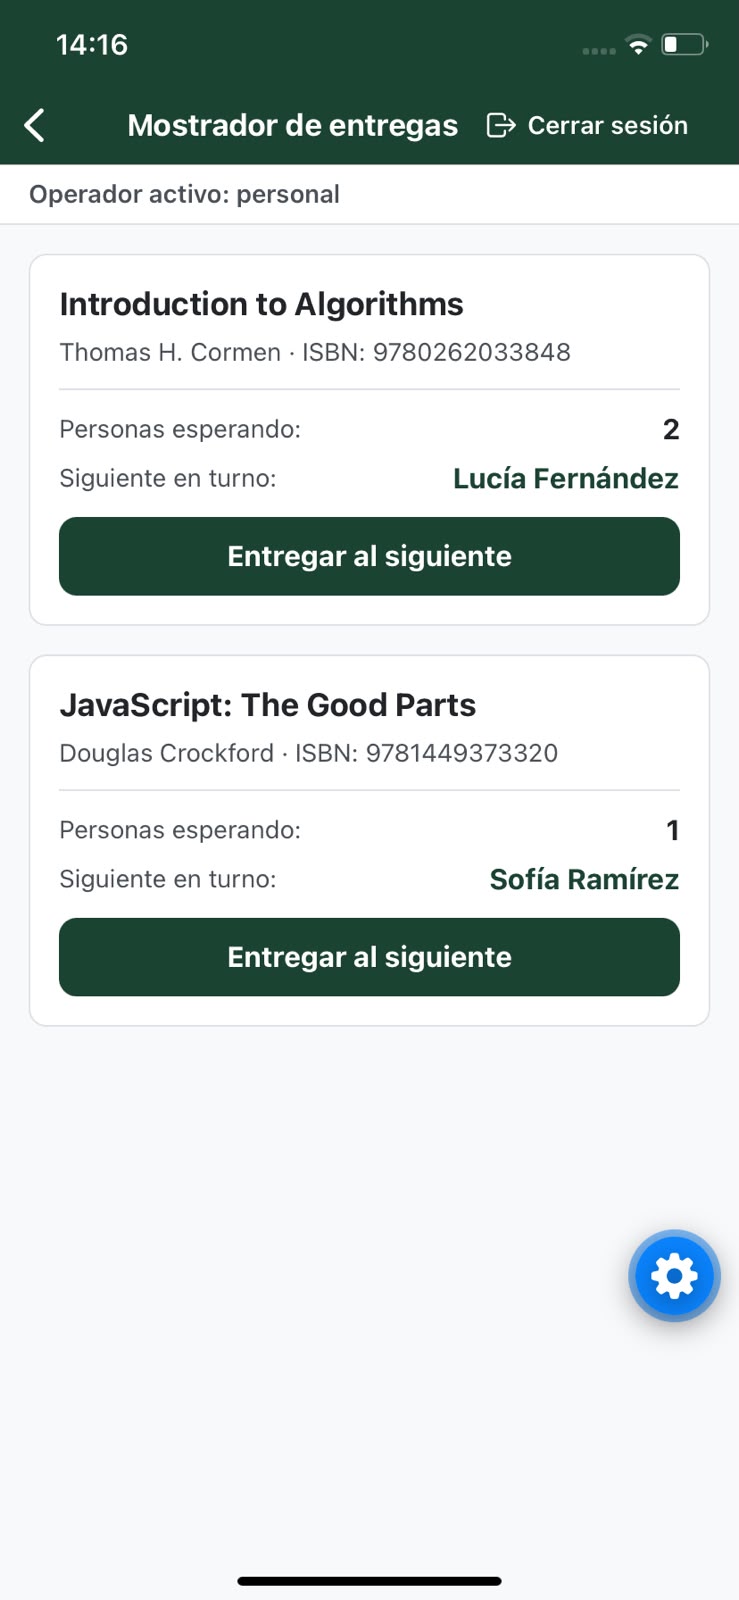 14:16
Mostrador de entregas
Cerrar sesión
Operador activo: personal
Introduction to Algorithms
Thomas H. Cormen · ISBN: 9780262033848
Personas esperando: 2
Siguiente en turno: Lucía Fernández
Entregar al siguiente
JavaScript: The Good Parts
Douglas Crockford · ISBN: 9781449373320
Personas esperando: 1
Siguiente en turno: Sofía Ramírez
Entregar al siguiente